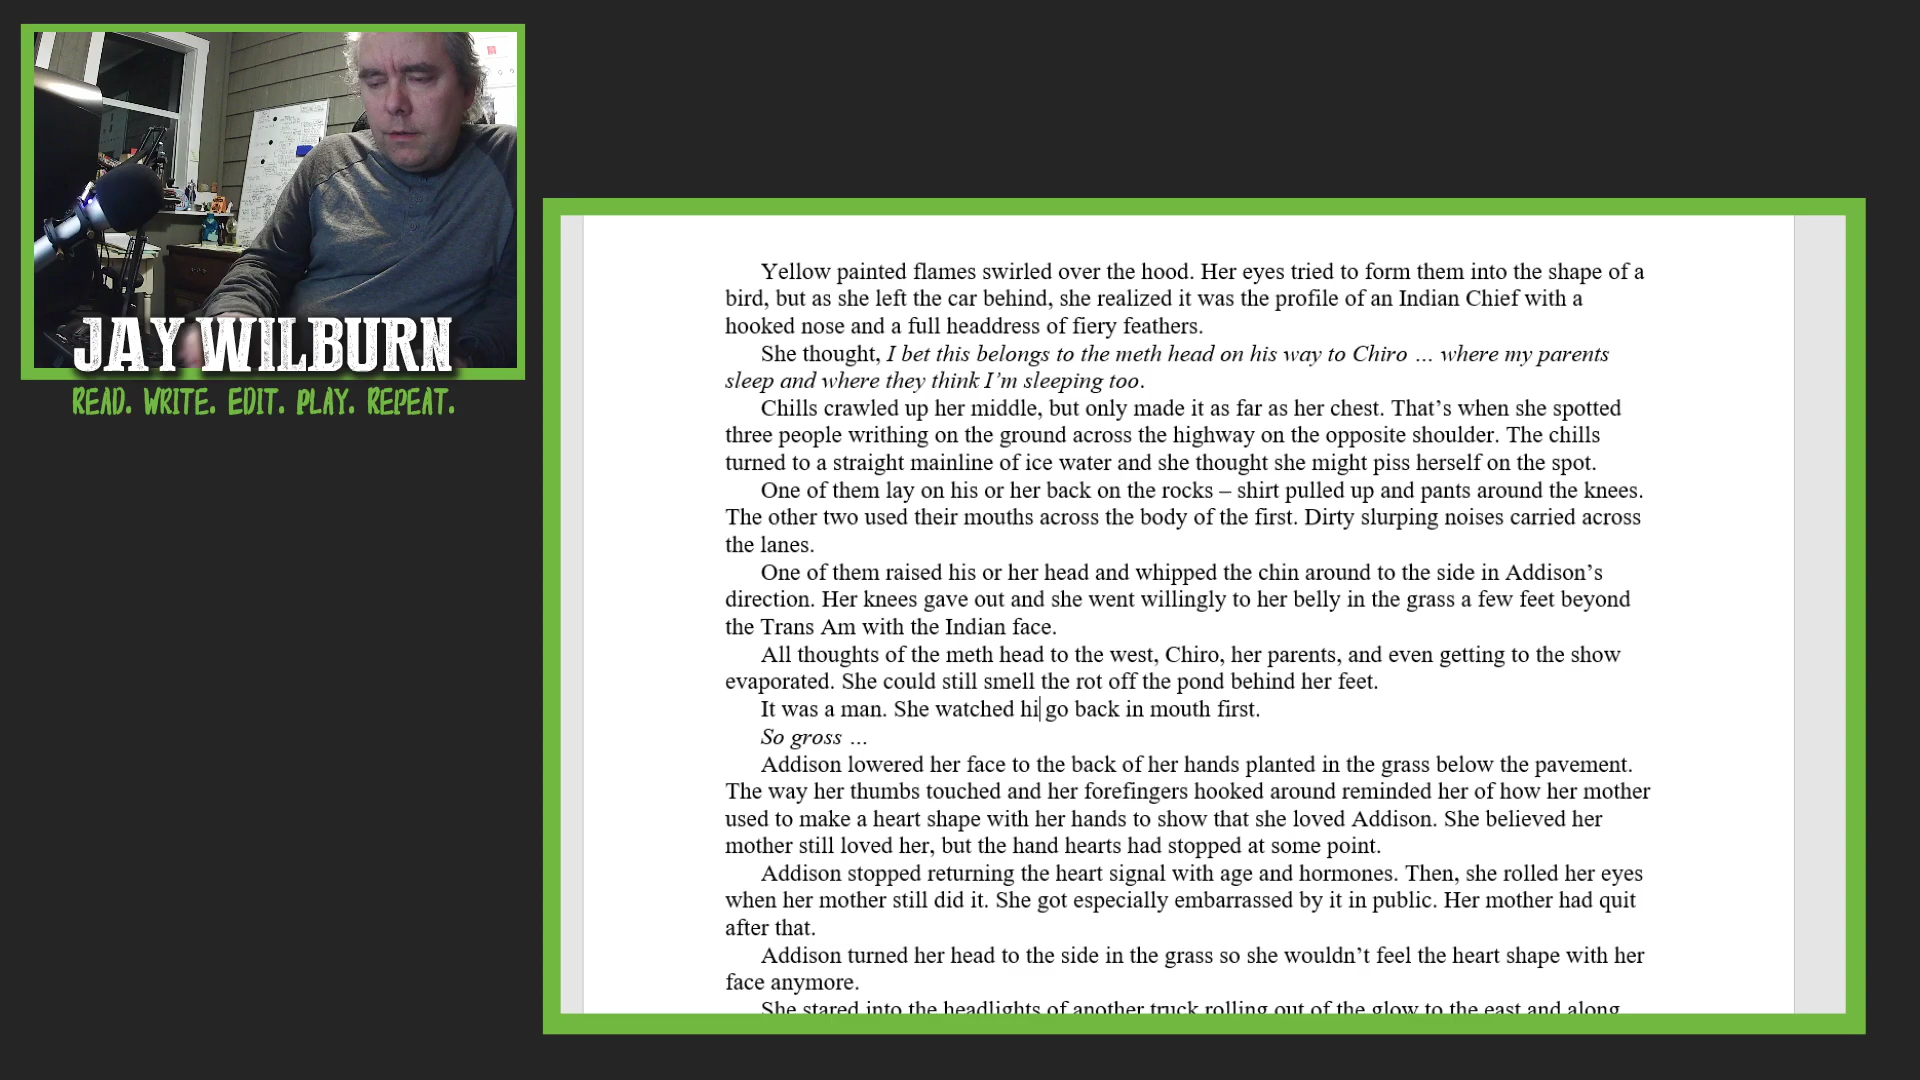 JAY WILBURN
READ. WRITE. EDIT. PLAY. REPEAT.
Yellow painted flames swirled over the hood. Her eyes tried to form them into the shape of a
bird, but as she left the car behind, she realized it was the profile of an Indian Chief with a
hooked nose and a full headdress of fiery feathers.
She thought, I bet this belongs to the meth head on his way to Chiro … where my parents
sleep and where they think I’m sleeping too.
Chills crawled up her middle, but only made it as far as her chest. That’s when she spotted
three people writhing on the ground across the highway on the opposite shoulder. The chills
turned to a straight mainline of ice water and she thought she might piss herself on the spot.
One of them lay on his or her back on the rocks – shirt pulled up and pants around the knees.
The other two used their mouths across the body of the first. Dirty slurping noises carried across
the lanes.
One of them raised his or her head and whipped the chin around to the side in Addison’s
direction. Her knees gave out and she went willingly to her belly in the grass a few feet beyond
the Trans Am with the Indian face.
All thoughts of the meth head to the west, Chiro, her parents, and even getting to the show
evaporated. She could still smell the rot off the pond behind her feet.
It was a man. She watched hi go back in mouth first.
So gross …
Addison lowered her face to the back of her hands planted in the grass below the pavement.
The way her thumbs touched and her forefingers hooked around reminded her of how her mother
used to make a heart shape with her hands to show that she loved Addison. She believed her
mother still loved her, but the hand hearts had stopped at some point.
Addison stopped returning the heart signal with age and hormones. Then, she rolled her eyes
when her mother still did it. She got especially embarrassed by it in public. Her mother had quit
after that.
Addison turned her head to the side in the grass so she wouldn’t feel the heart shape with her
face anymore.
She stared into the headlights of another truck rolling out of the glow to the east and along